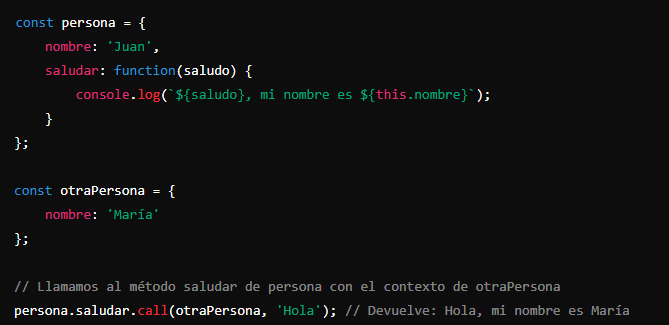 const persona = {
    nombre: 'Juan',
    saludar: function(saludo) {
        console.log(`${saludo}, mi nombre es ${this.nombre}`);
    }
};

const otraPersona = {
    nombre: 'María'
};

// Llamamos al método saludar de persona con el contexto de otraPersona
persona.saludar.call(otraPersona, 'Hola'); // Devuelve: Hola, mi nombre es María